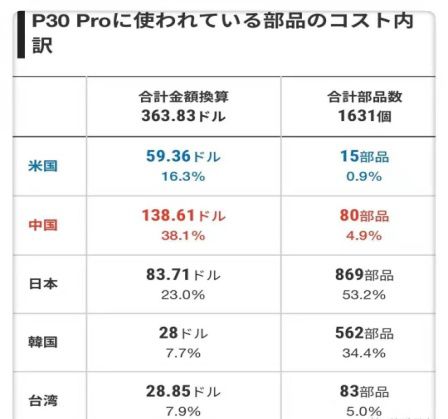 P30 Proに使われている部品のコスト内
訳
合計金額換算 合計部品数
363.83ドル 1631個
米国 59.36ドル 15部品
16.3% 0.9%
中国 138.61ドル 80部品
38.1% 4.9%
日本 83.71ドル 869部品
23.0% 53.2%
韓国 28ドル 562部品
7.7% 34.4%
台湾 28.85ドル 83部品
7.9% 5.0%